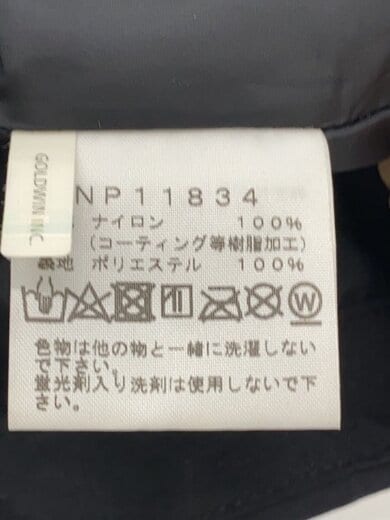 GOLDWIN INC
NP11834
ナイロン 100%
(コーティング等樹脂加工)
裏地 ポリエステル 100%
W
色物は他の物と一緒に洗濯しない
で下さい。
蛍光剤入り洗剤は使用しないで下
さい。